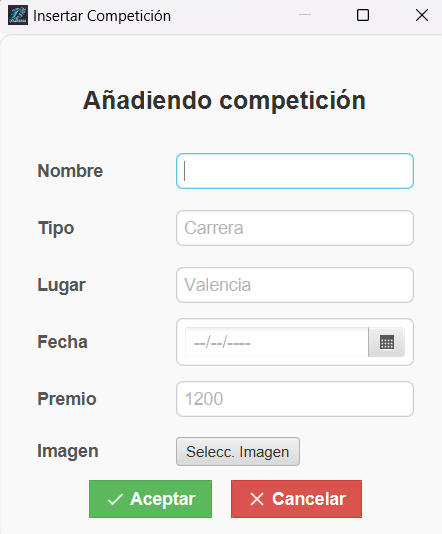 Insertar Competición
Añadiendo competición
Nombre
Tipo Carrera
Lugar Valencia
Fecha --/--/----
Premio 1200
Imagen Selecc. Imagen
Aceptar Cancelar